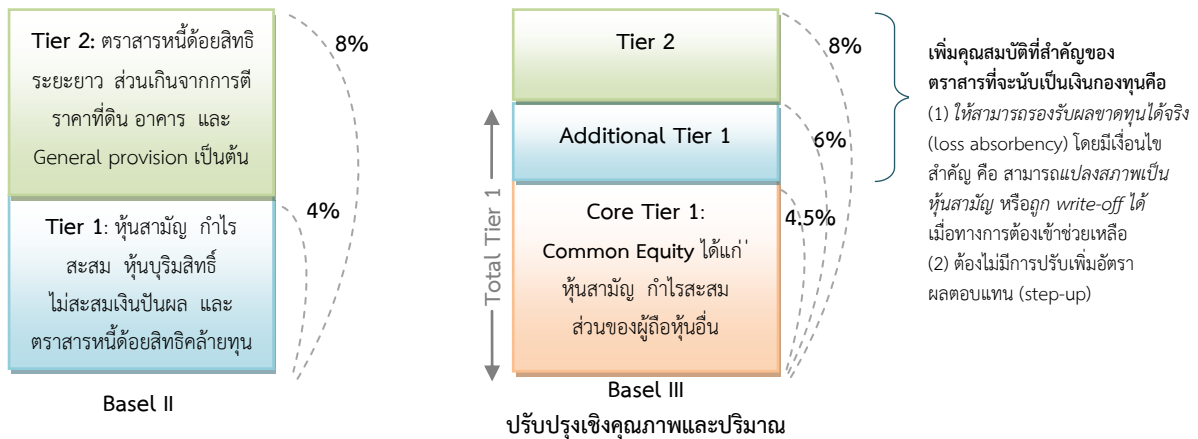 Tier 2: ตราสารหนี้ด้อยสิทธิ
ระยะยาว ส่วนเกินจากการตี
ราคาที่ดิน อาคาร และ
General provision เป็นต้น
8%
Tier 1: หุ้นสามัญ กำไร
สะสม หุ้นบุริมสิทธิ์
ไม่สะสมเงินปันผล และ
ตราสารหนี้ด้อยสิทธิคล้ายทุน
4%
Basel II
Total Tier 1
Tier 2
8%
Additional Tier 1
6%
Core Tier 1:
Common Equity ได้แก่
หุ้นสามัญ กำไรสะสม
ส่วนของผู้ถือหุ้นอื่น
4.5%
Basel III
ปรับปรุงเชิงคุณภาพและปริมาณ
เพิ่มคุณสมบัติที่สำคัญของ
ตราสารที่จะนับเป็นเงินกองทุนคือ
(1) ให้สามารถรองรับผลขาดทุนได้จริง
(loss absorbency) โดยมีเงื่อนไข
สำคัญ คือ สามารถแปลงสภาพเป็น
หุ้นสามัญ หรือถูก write-off ได้
เมื่อทางการต้องเข้าช่วยเหลือ
(2) ต้องไม่มีการปรับเพิ่มอัตรา
ผลตอบแทน (step-up)